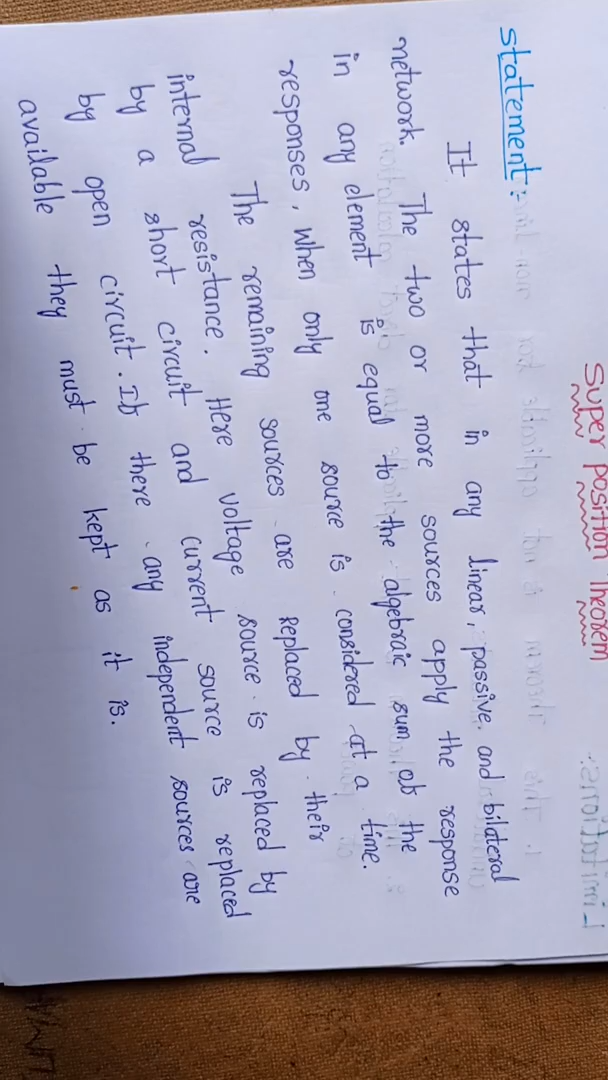 Super position Theorem
Statement :
It states that in any linear, passive and bilateral
network. The two or more sources apply the response
in any element is equal to the algebraic sum of the
responses, when only one source is considered at a time.
The remaining sources are replaced by their
internal resistance. Here voltage source is replaced by
by a short circuit and current source is replaced
by open circuit. If there any independent sources are
available they must be kept as it is.